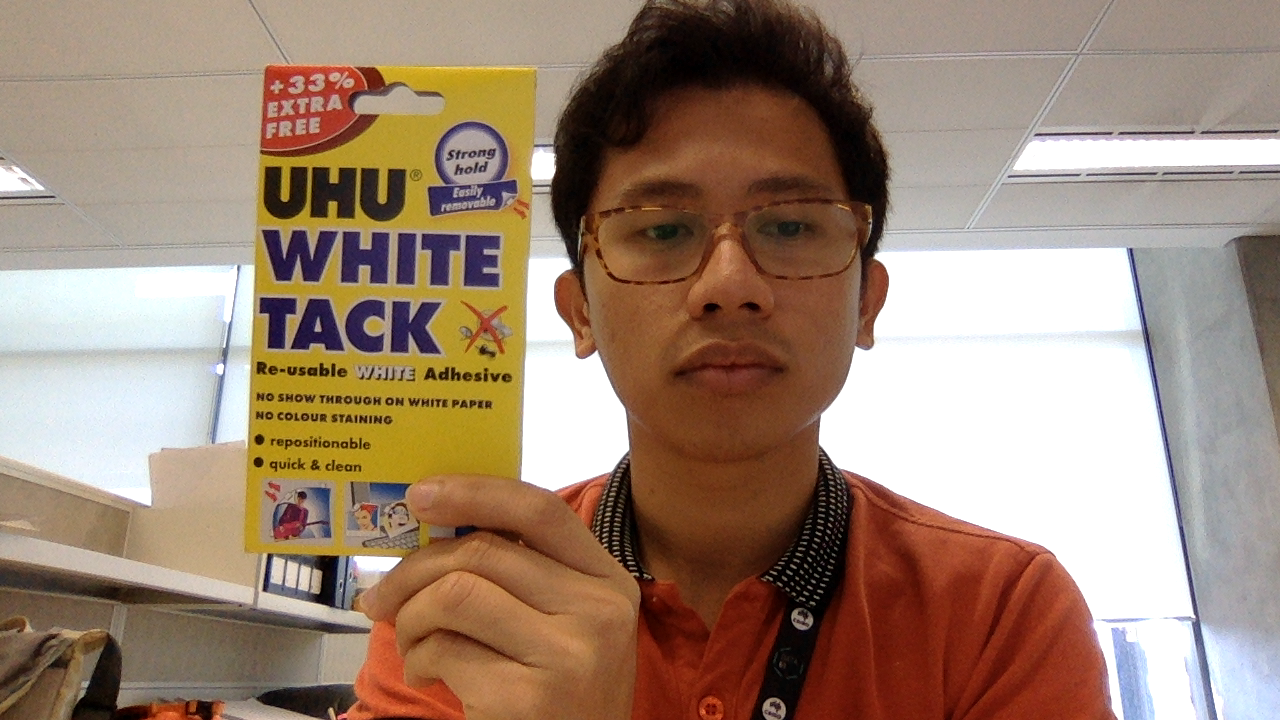 +33%
EXTRA
FREE
Strong
hold
Easily
removable
UHU®
WHITE
TACK
Re-usable WHITE Adhesive
NO SHOW THROUGH ON WHITE PAPER
NO COLOUR STAINING
● repositionable
● quick & clean